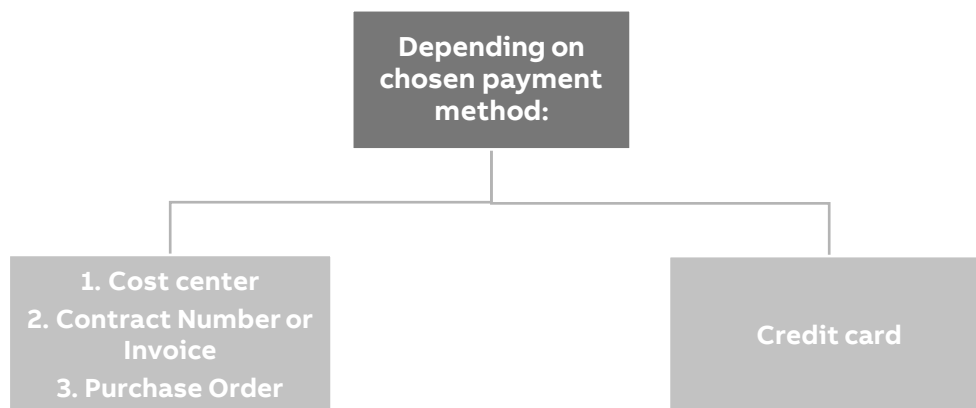 Depending on
chosen payment
method:
1. Cost center
2. Contract Number or
Invoice
3. Purchase Order
Credit card